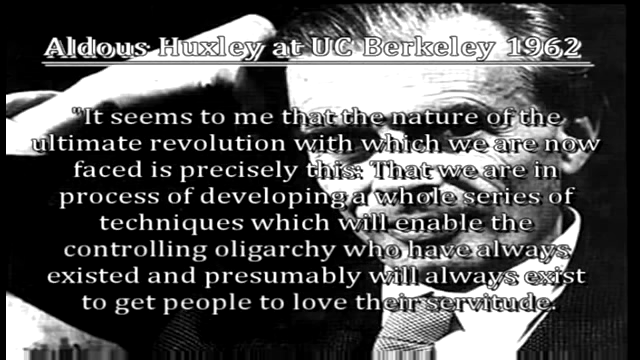 Aldous Huxley at UC Berkeley 1962
"It seems to me that the nature of the
ultimate revolution with which we are now
faced is precisely this: That we are in
process of developing a whole series of
techniques which will enable the
controlling oligarchy who have always
existed and presumably will always exist
to get people to love their servitude.